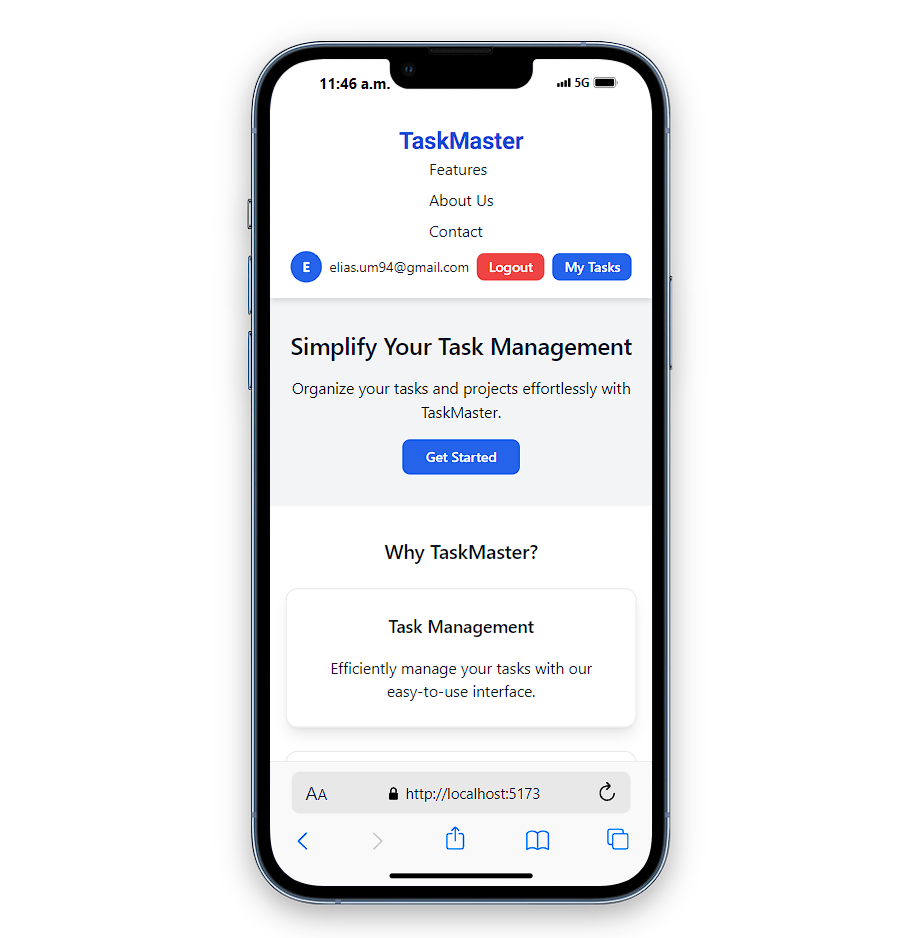 11:46 a.m. 5G
TaskMaster
Features
About Us
Contact
E elias.um94@gmail.com Logout My Tasks
Simplify Your Task Management
Organize your tasks and projects effortlessly with
TaskMaster.
Get Started
Why TaskMaster?
Task Management
Efficiently manage your tasks with our
easy-to-use interface.
AA http://localhost:5173